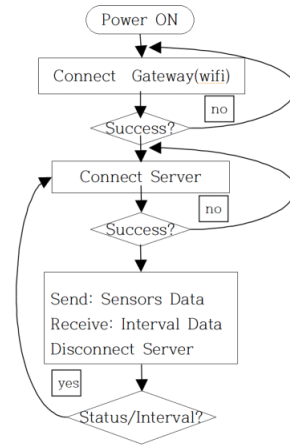 Power ON
Connect Gateway(wifi)
no
Success?
Connect Server
no
Success?
Send: Sensors Data
Receive: Interval Data
Disconnect Server
yes
Status/Interval?